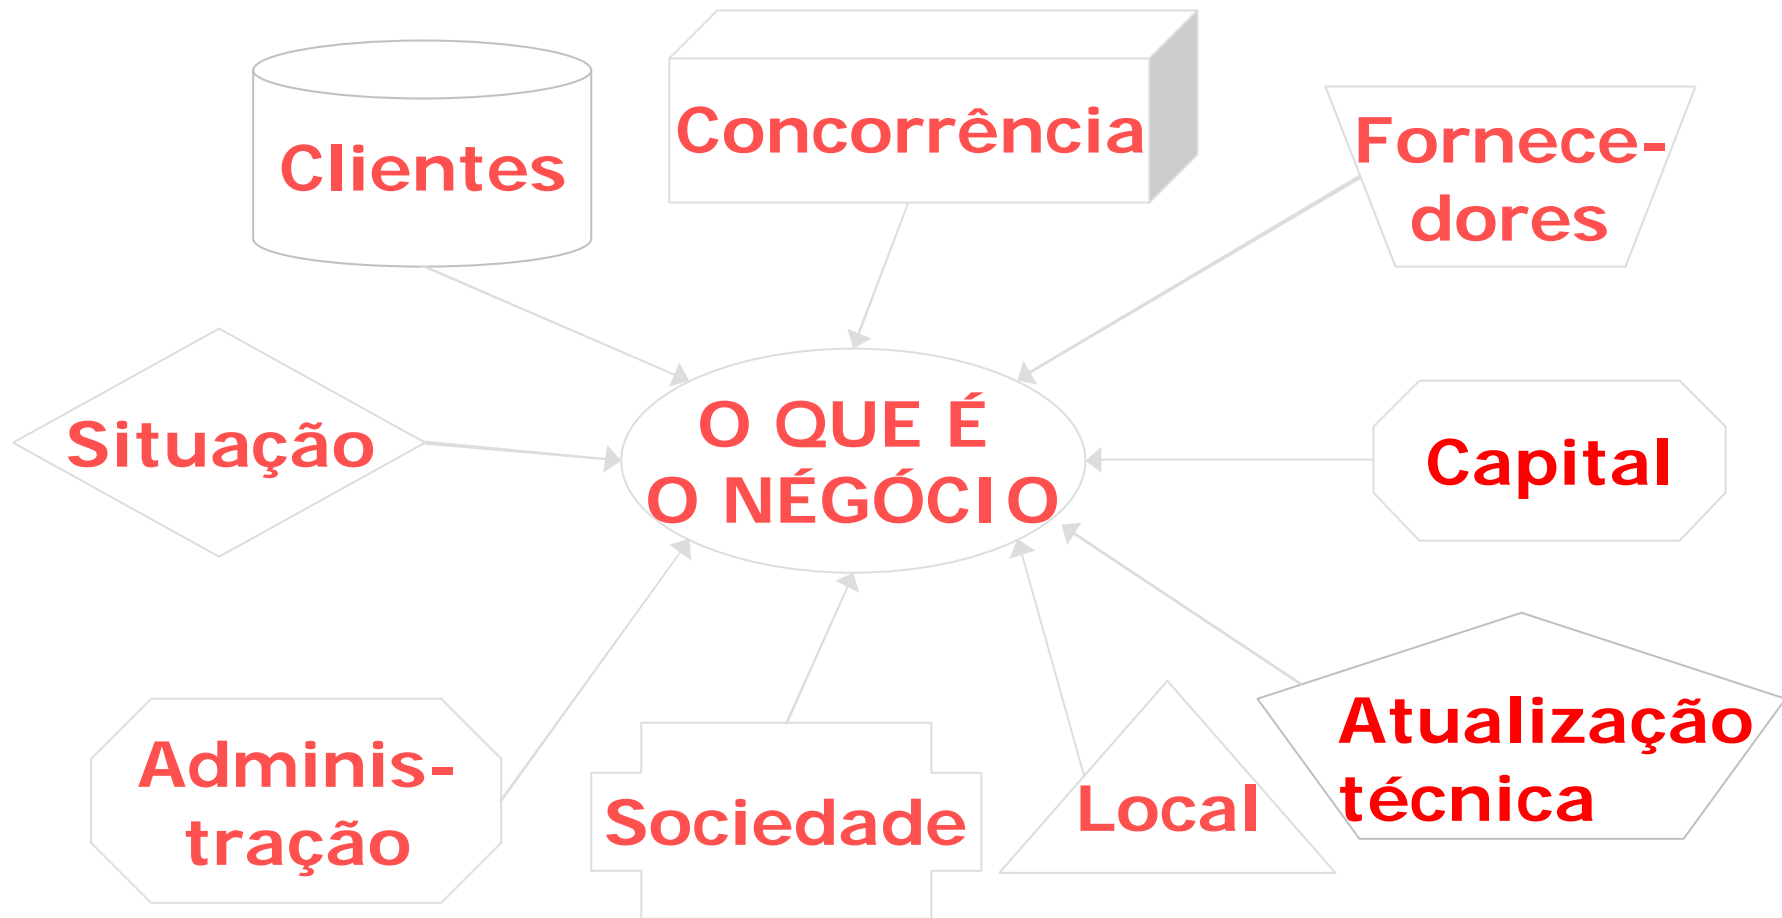 Clientes
Concorrência
Fornece-
dores
Situação
O QUE É
O NÉGÓCIO
Capital
Adminis-
tração
Sociedade
Local
Atualização
técnica